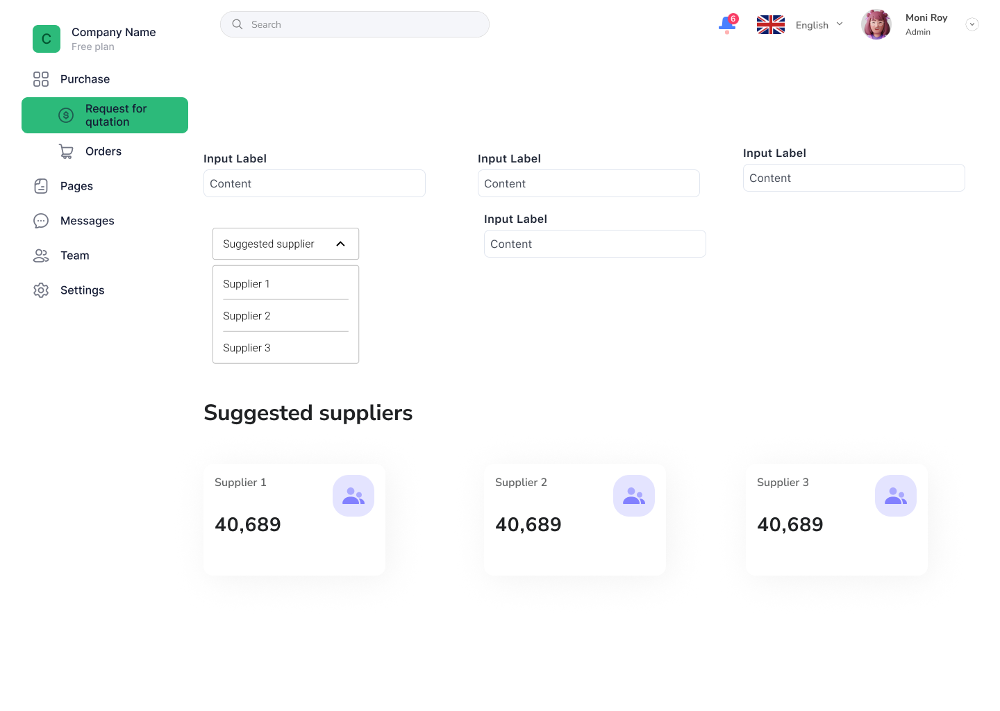 C
Company Name
Free plan
Search
6
English
Moni Roy
Admin
Purchase
Request for
qutation
Orders
Pages
Messages
Team
Settings
Input Label
Content
Input Label
Content
Input Label
Content
Input Label
Content
Suggested supplier
Supplier 1
Supplier 2
Supplier 3
Suggested suppliers
Supplier 1
40,689
Supplier 2
40,689
Supplier 3
40,689